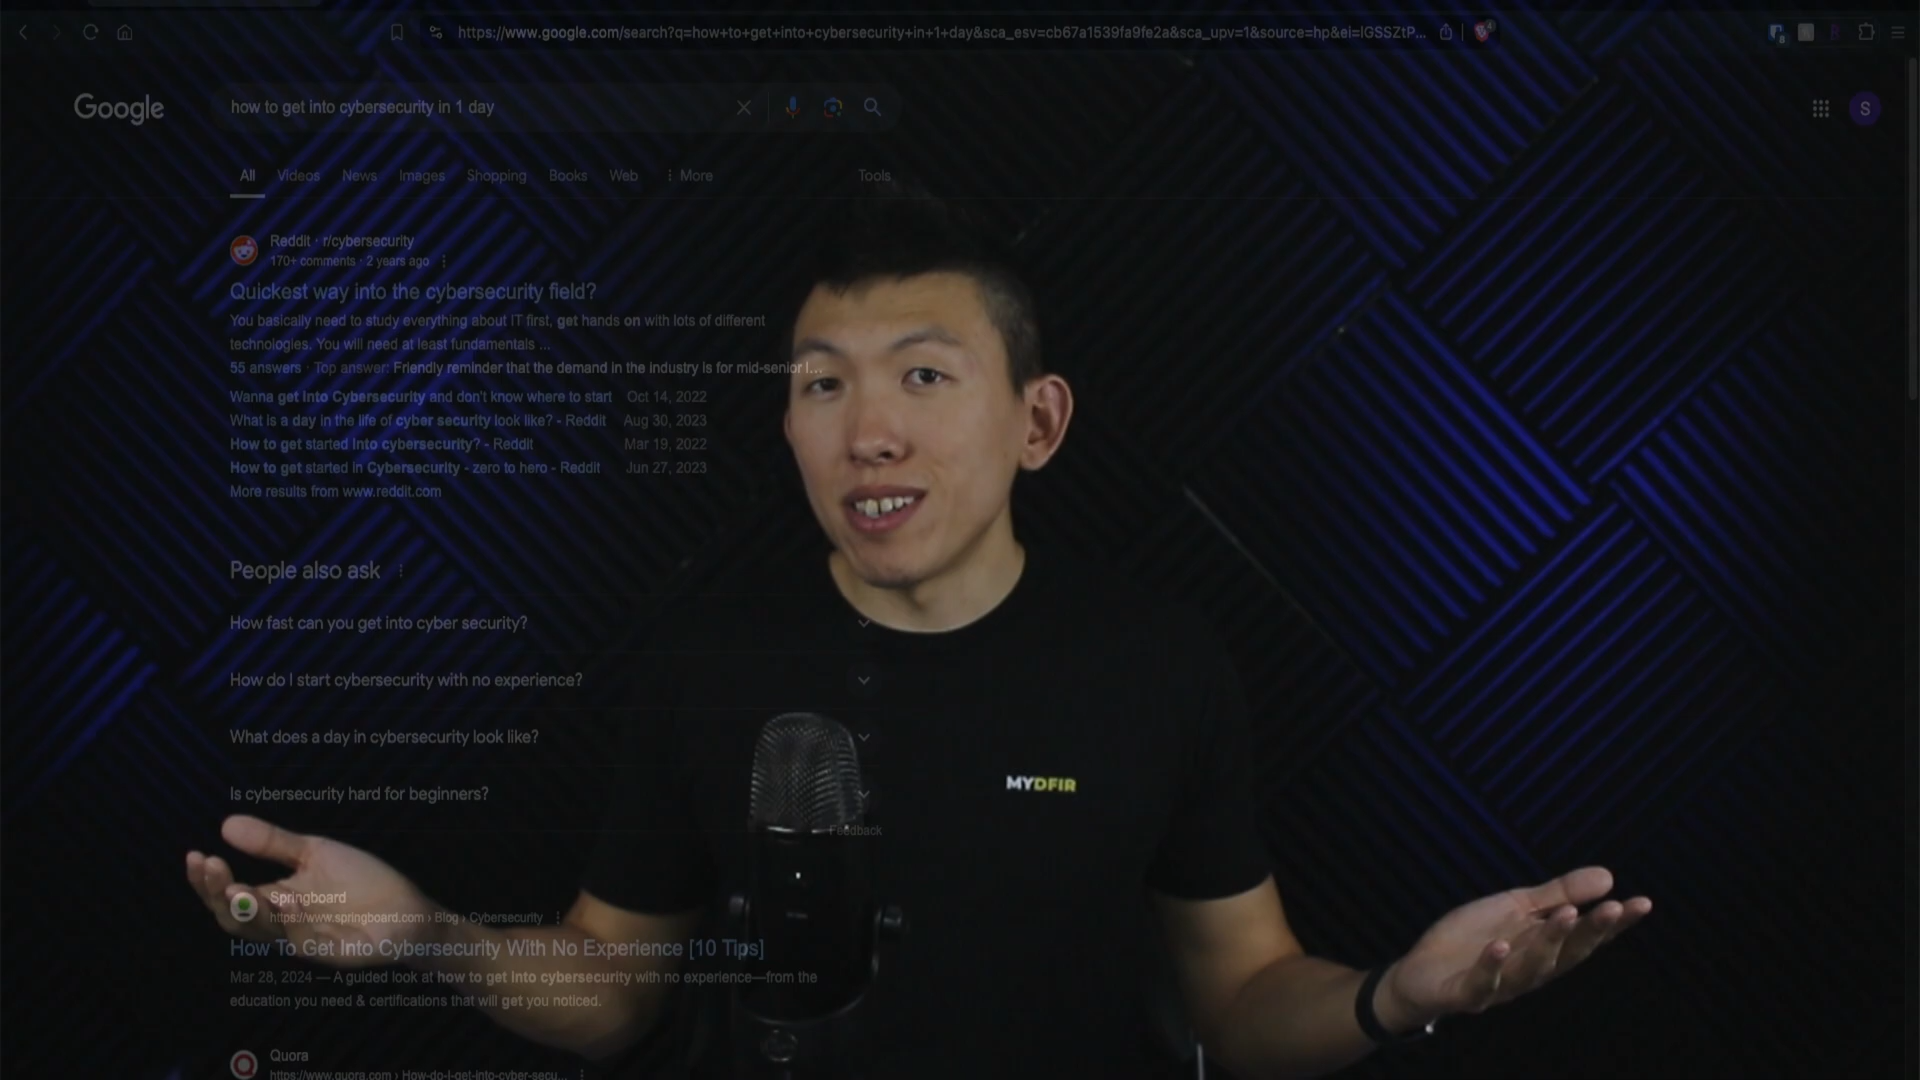 https://www.google.com/search?q=how+to+get+into+cybersecurity+in+1+day&sca_esv=cb67a1539fa9fe2a&sca_upv=1&source=hp&ei=IGSSZtP...
Google
how to get into cybersecurity in 1 day
S
All Videos News Images Shopping Books Web More Tools
Reddit · r/cybersecurity
170+ comments · 2 years ago
Quickest way into the cybersecurity field?
You basically need to study everything about IT first, get hands on with lots of different
technologies. You will need at least fundamentals ...
55 answers · Top answer: Friendly reminder that the demand in the industry is for mid-senior l...
Wanna get Into Cybersecurity and don't know where to start Oct 14, 2022
What is a day in the life of cyber security look like? - Reddit Aug 30, 2023
How to get started Into cybersecurity? - Reddit Mar 19, 2022
How to get started in Cybersecurity - zero to hero - Reddit Jun 27, 2023
More results from www.reddit.com
People also ask
How fast can you get into cyber security?
How do I start cybersecurity with no experience?
What does a day in cybersecurity look like?
Is cybersecurity hard for beginners?
MYDFIR
Feedback
Springboard
https://www.springboard.com › Blog › Cybersecurity
How To Get Into Cybersecurity With No Experience [10 Tips]
Mar 28, 2024 — A guided look at how to get into cybersecurity with no experience—from the
education you need & certifications that will get you noticed.
Quora
https://www.quora.com › How-do-I-get-into-cyber-secu...